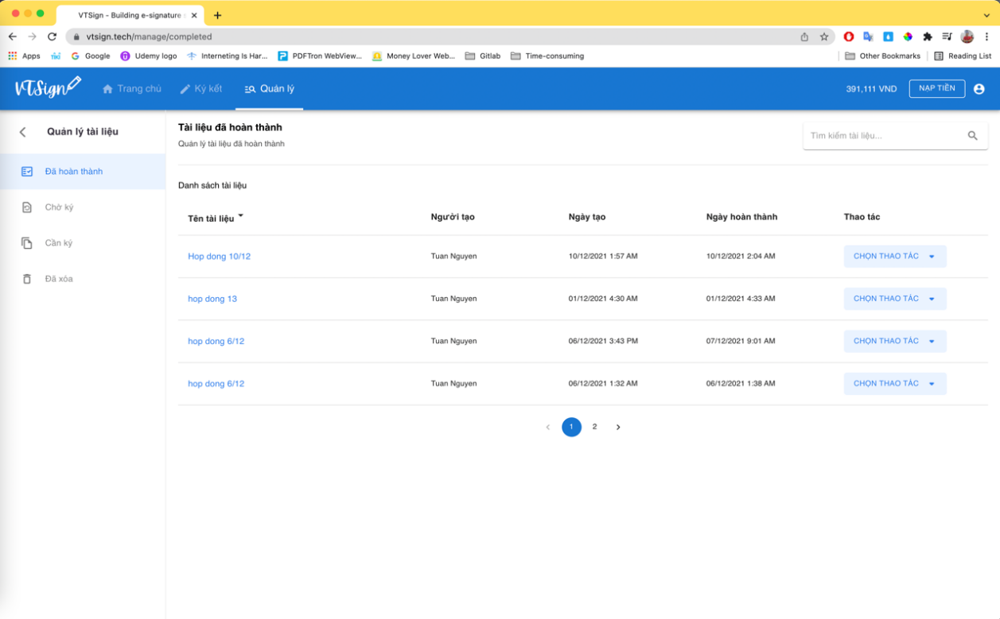 VTSign - Building e-signature s
vtsign.tech/manage/completed
Apps tiki Google Udemy logo Interneting Is Har... PDFTron WebView... Money Lover Web... Gitlab Time-consuming Other Bookmarks Reading List
VTSign Trang chủ Ký kết Quản lý 391,111 VND NẠP TIỀN
Quản lý tài liệu
Đã hoàn thành
Chờ ký
Cần ký
Đã xóa
Tài liệu đã hoàn thành
Quản lý tài liệu đã hoàn thành
Tìm kiếm tài liệu...
Danh sách tài liệu
Tên tài liệu Người tạo Ngày tạo Ngày hoàn thành Thao tác
Hop dong 10/12 Tuan Nguyen 10/12/2021 1:57 AM 10/12/2021 2:04 AM CHỌN THAO TÁC
hop dong 13 Tuan Nguyen 01/12/2021 4:30 AM 01/12/2021 4:33 AM CHỌN THAO TÁC
hop dong 6/12 Tuan Nguyen 06/12/2021 3:43 PM 07/12/2021 9:01 AM CHỌN THAO TÁC
hop dong 6/12 Tuan Nguyen 06/12/2021 1:32 AM 06/12/2021 1:38 AM CHỌN THAO TÁC
1 2